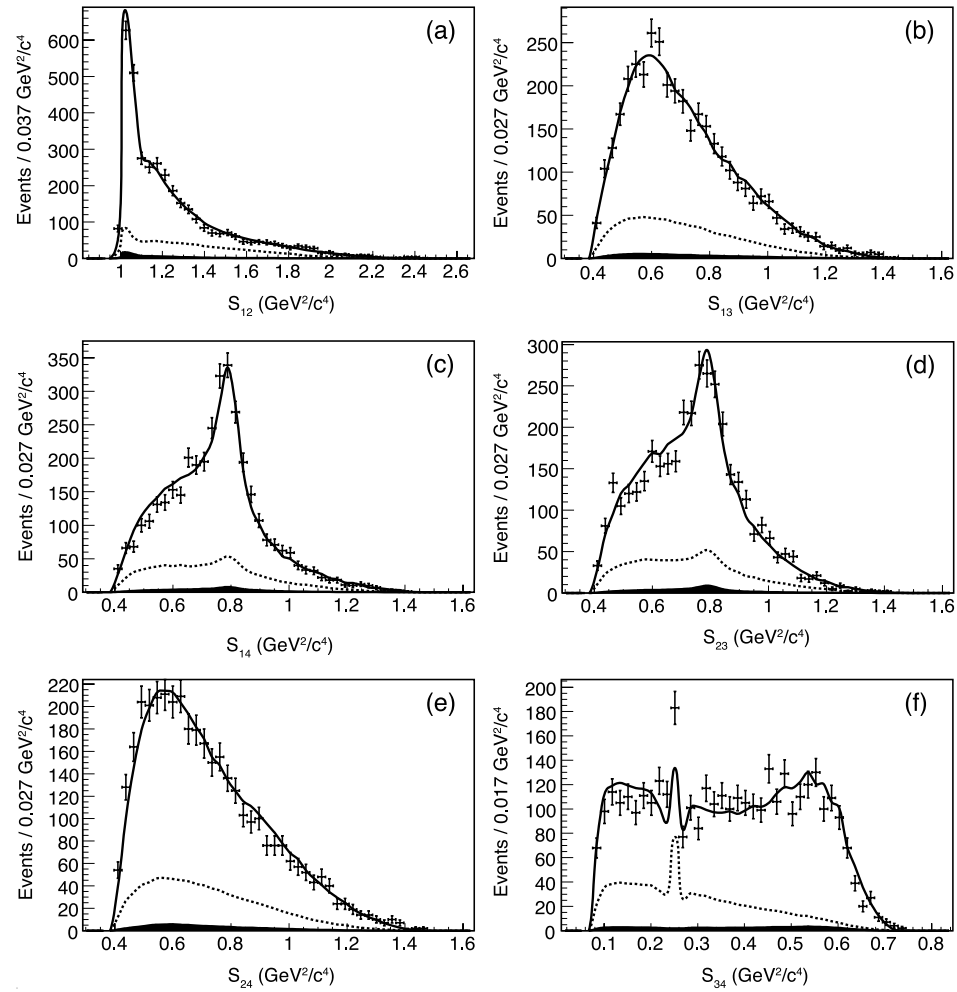 (a)
Events / 0.037 GeV²/c⁴
600
500
400
300
200
100
0
1 1.2 1.4 1.6 1.8 2 2.2 2.4 2.6
S₁₂ (GeV²/c⁴)
(b)
Events / 0.027 GeV²/c⁴
250
200
150
100
50
0
0.4 0.6 0.8 1 1.2 1.4 1.6
S₁₃ (GeV²/c⁴)
(c)
Events / 0.027 GeV²/c⁴
350
300
250
200
150
100
50
0
0.4 0.6 0.8 1 1.2 1.4 1.6
S₁₄ (GeV²/c⁴)
(d)
Events / 0.027 GeV²/c⁴
300
250
200
150
100
50
0
0.4 0.6 0.8 1 1.2 1.4 1.6
S₂₃ (GeV²/c⁴)
(e)
Events / 0.027 GeV²/c⁴
220
200
180
160
140
120
100
80
60
40
20
0
0.4 0.6 0.8 1 1.2 1.4 1.6
S₂₄ (GeV²/c⁴)
(f)
Events / 0.017 GeV²/c⁴
200
180
160
140
120
100
80
60
40
20
0
0.1 0.2 0.3 0.4 0.5 0.6 0.7 0.8
S₃₄ (GeV²/c⁴)